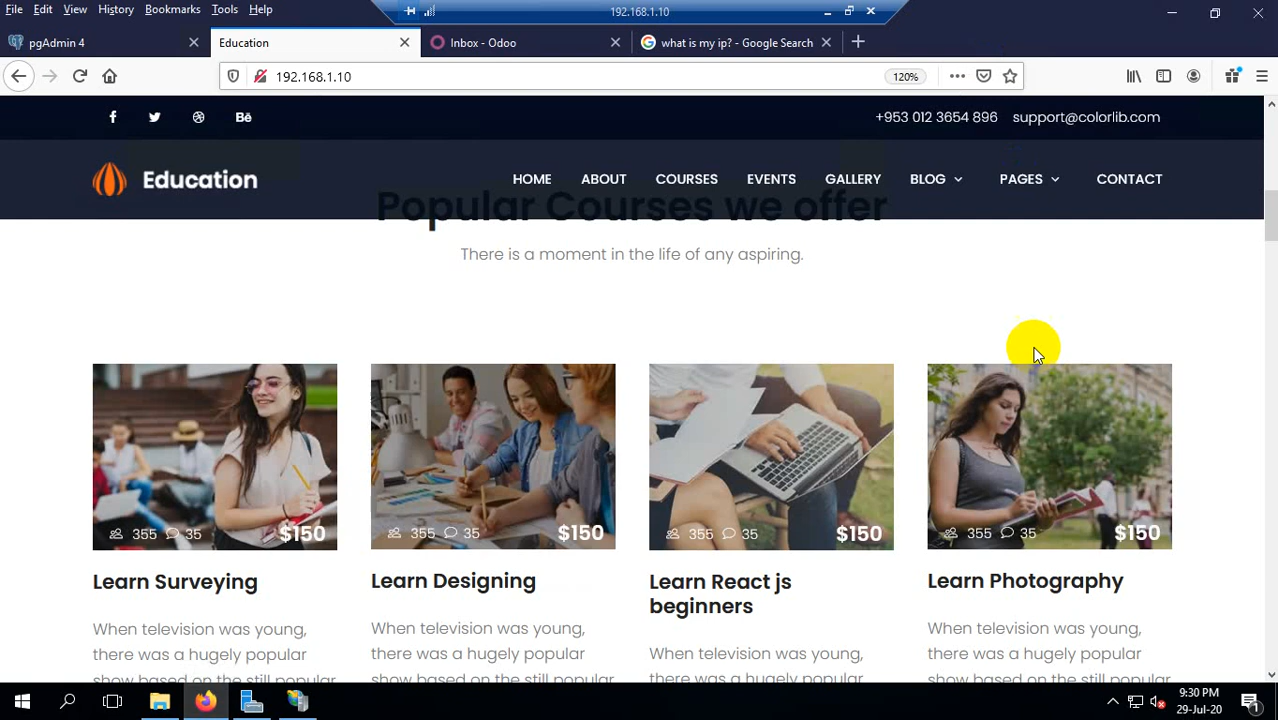 File Edit View History Bookmarks Tools Help
192.168.1.10
pgAdmin 4
Education
Inbox - Odoo
what is my ip? - Google Search
192.168.1.10
120%
+953 012 3654 896
support@colorlib.com
Education
HOME ABOUT COURSES EVENTS GALLERY BLOG PAGES CONTACT
Popular Courses we offer
There is a moment in the life of any aspiring.
355 35 $150
355 35 $150
355 35 $150
355 35 $150
Learn Surveying
When television was young,
there was a hugely popular
show based on the still popular
Learn Designing
When television was young,
there was a hugely popular
show based on the still popular
Learn React js
beginners
When television was young,
there was a hugely popular
Learn Photography
When television was young,
there was a hugely popular
show based on the still popular
9:30 PM
29-Jul-20
1